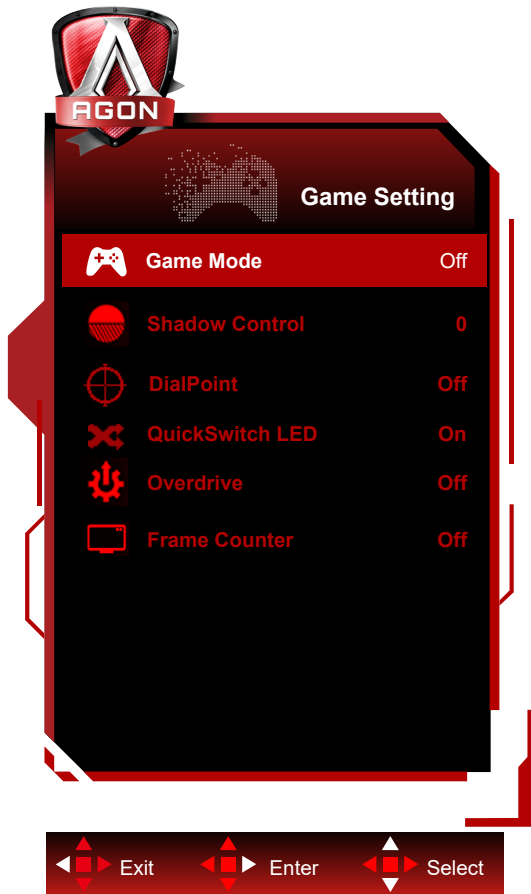 AGON
Game Setting
Game Mode Off
Shadow Control 0
DialPoint Off
QuickSwitch LED On
Overdrive Off
Frame Counter Off
Exit Enter Select